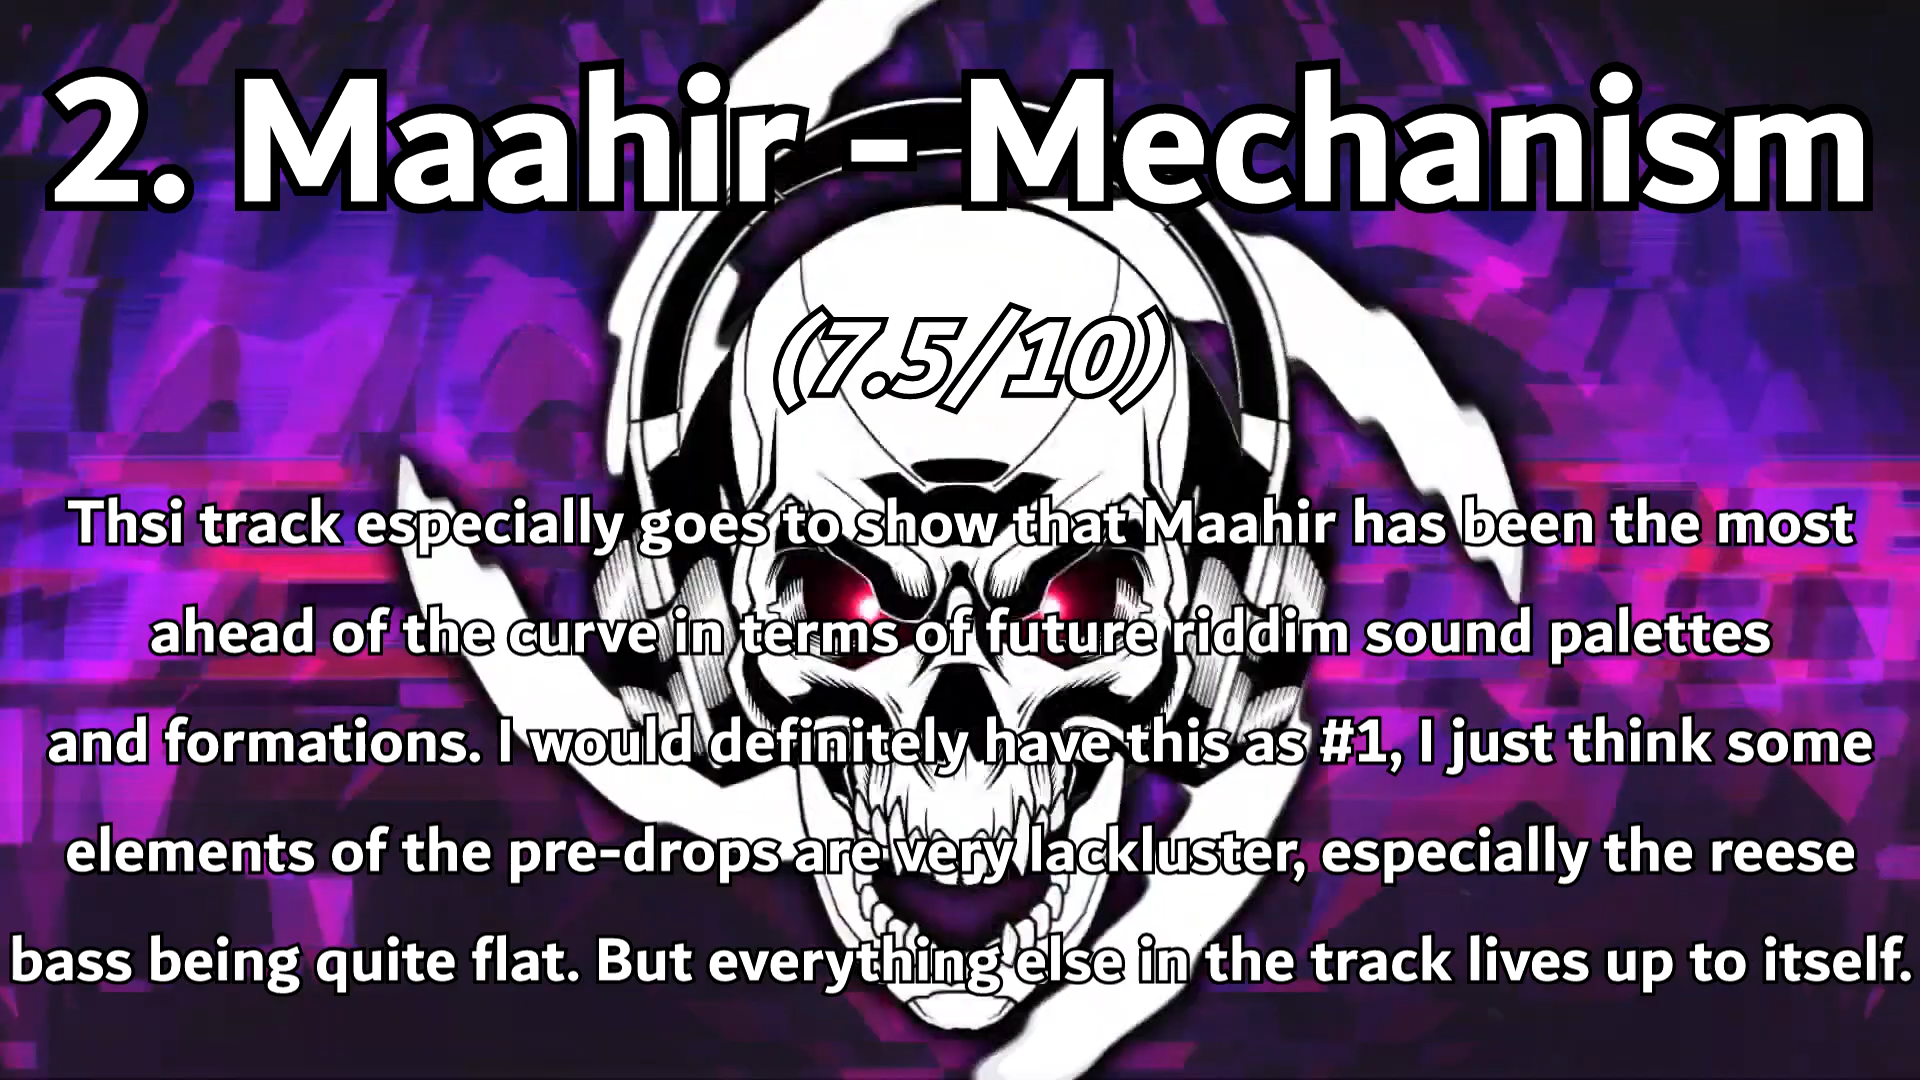 2. Maahir - Mechanism
(7.5/10)
Thsi track especially goes to show that Maahir has been the most
ahead of the curve in terms of future riddim sound palettes
and formations. I would definitely have this as #1, I just think some
elements of the pre-drops are very lackluster, especially the reese
bass being quite flat. But everything else in the track lives up to itself.